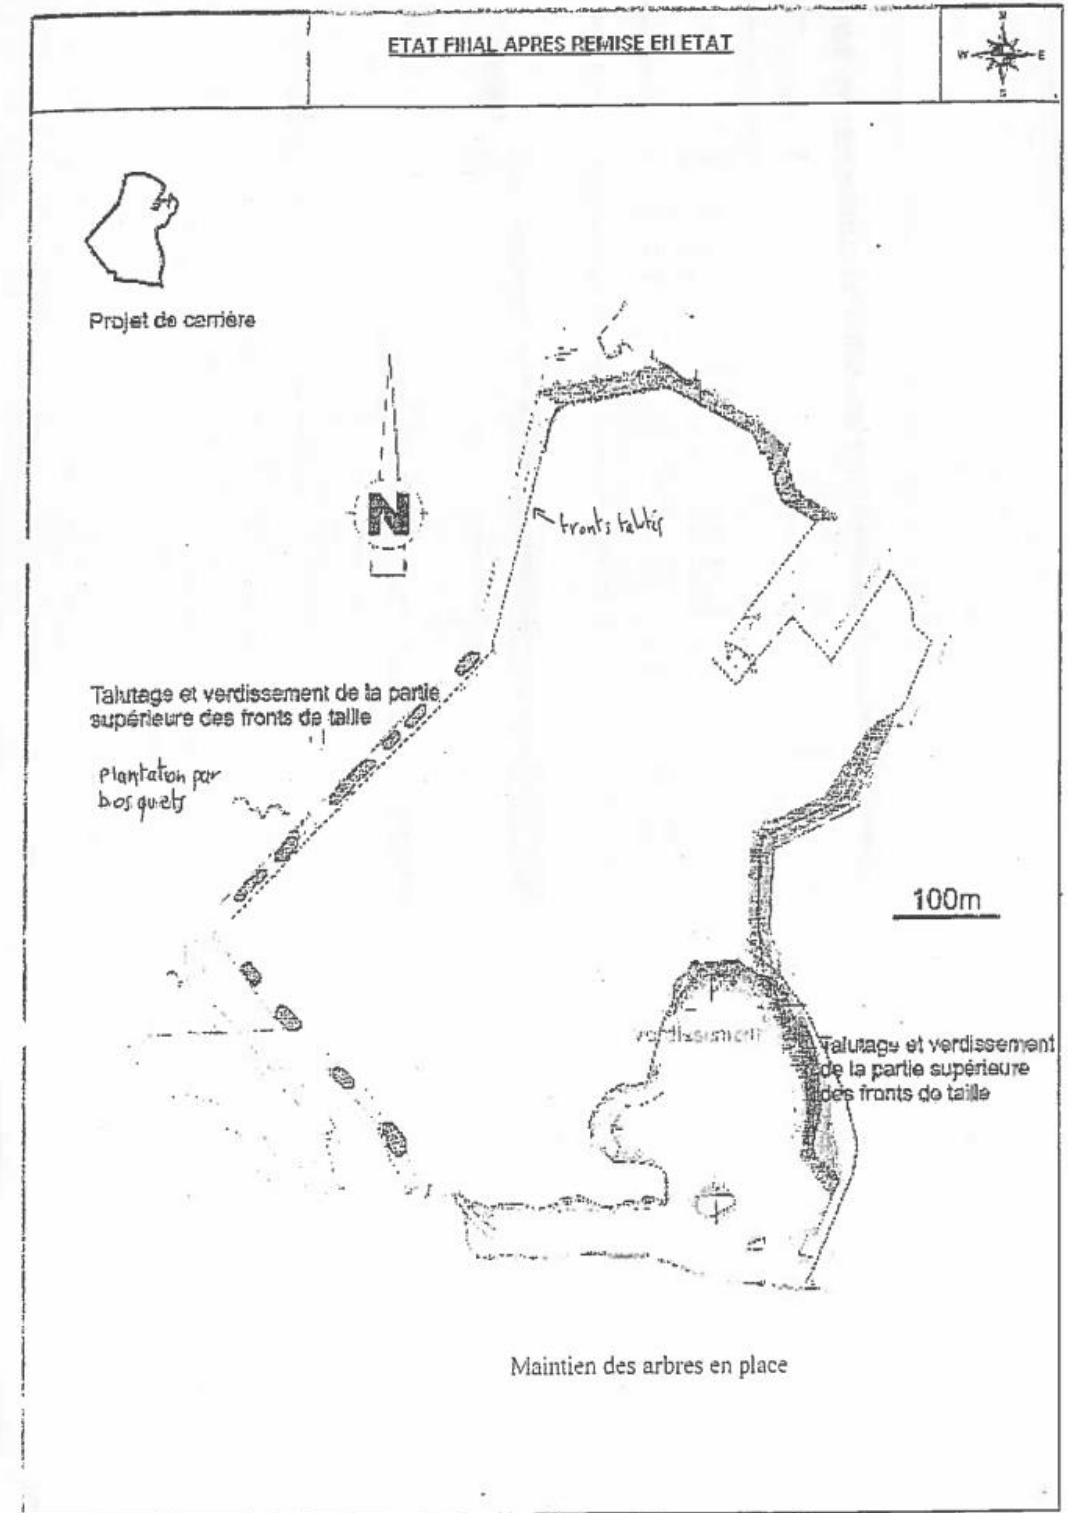 ETAT FINAL APRES REMISE EN ETAT
N
W E
S
Projet de carrière
N
fronts talutés
Talutage et verdissement de la partie
supérieure des fronts de taille
Plantation par
bosquets
100m
verdissement
Talutage et verdissement
de la partie supérieure
des fronts de taille
Maintien des arbres en place